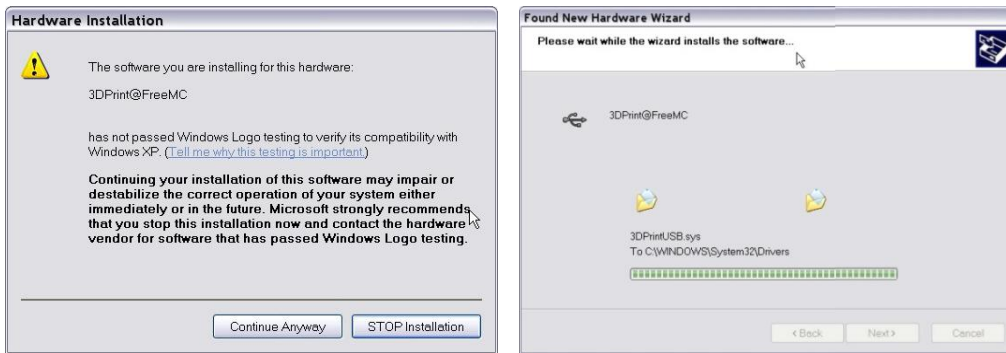 Hardware Installation
The software you are installing for this hardware:
3DPrint@FreeMC
has not passed Windows Logo testing to verify its compatibility with
Windows XP. (Tell me why this testing is important.)
Continuing your installation of this software may impair or
destabilize the correct operation of your system either
immediately or in the future. Microsoft strongly recommends
that you stop this installation now and contact the hardware
vendor for software that has passed Windows Logo testing.
Continue Anyway STOP Installation
Found New Hardware Wizard
Please wait while the wizard installs the software...
3DPrint@FreeMC
3DPrintUSB.sys
To C:\WINDOWS\System32\Drivers
< Back Next > Cancel